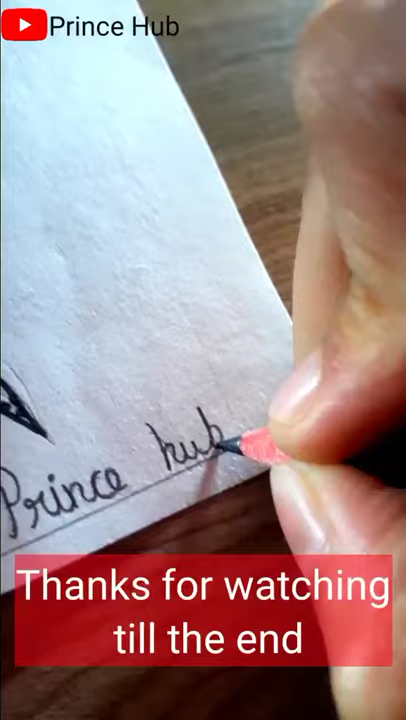 Prince Hub
Prince hub
Thanks for watching
till the end